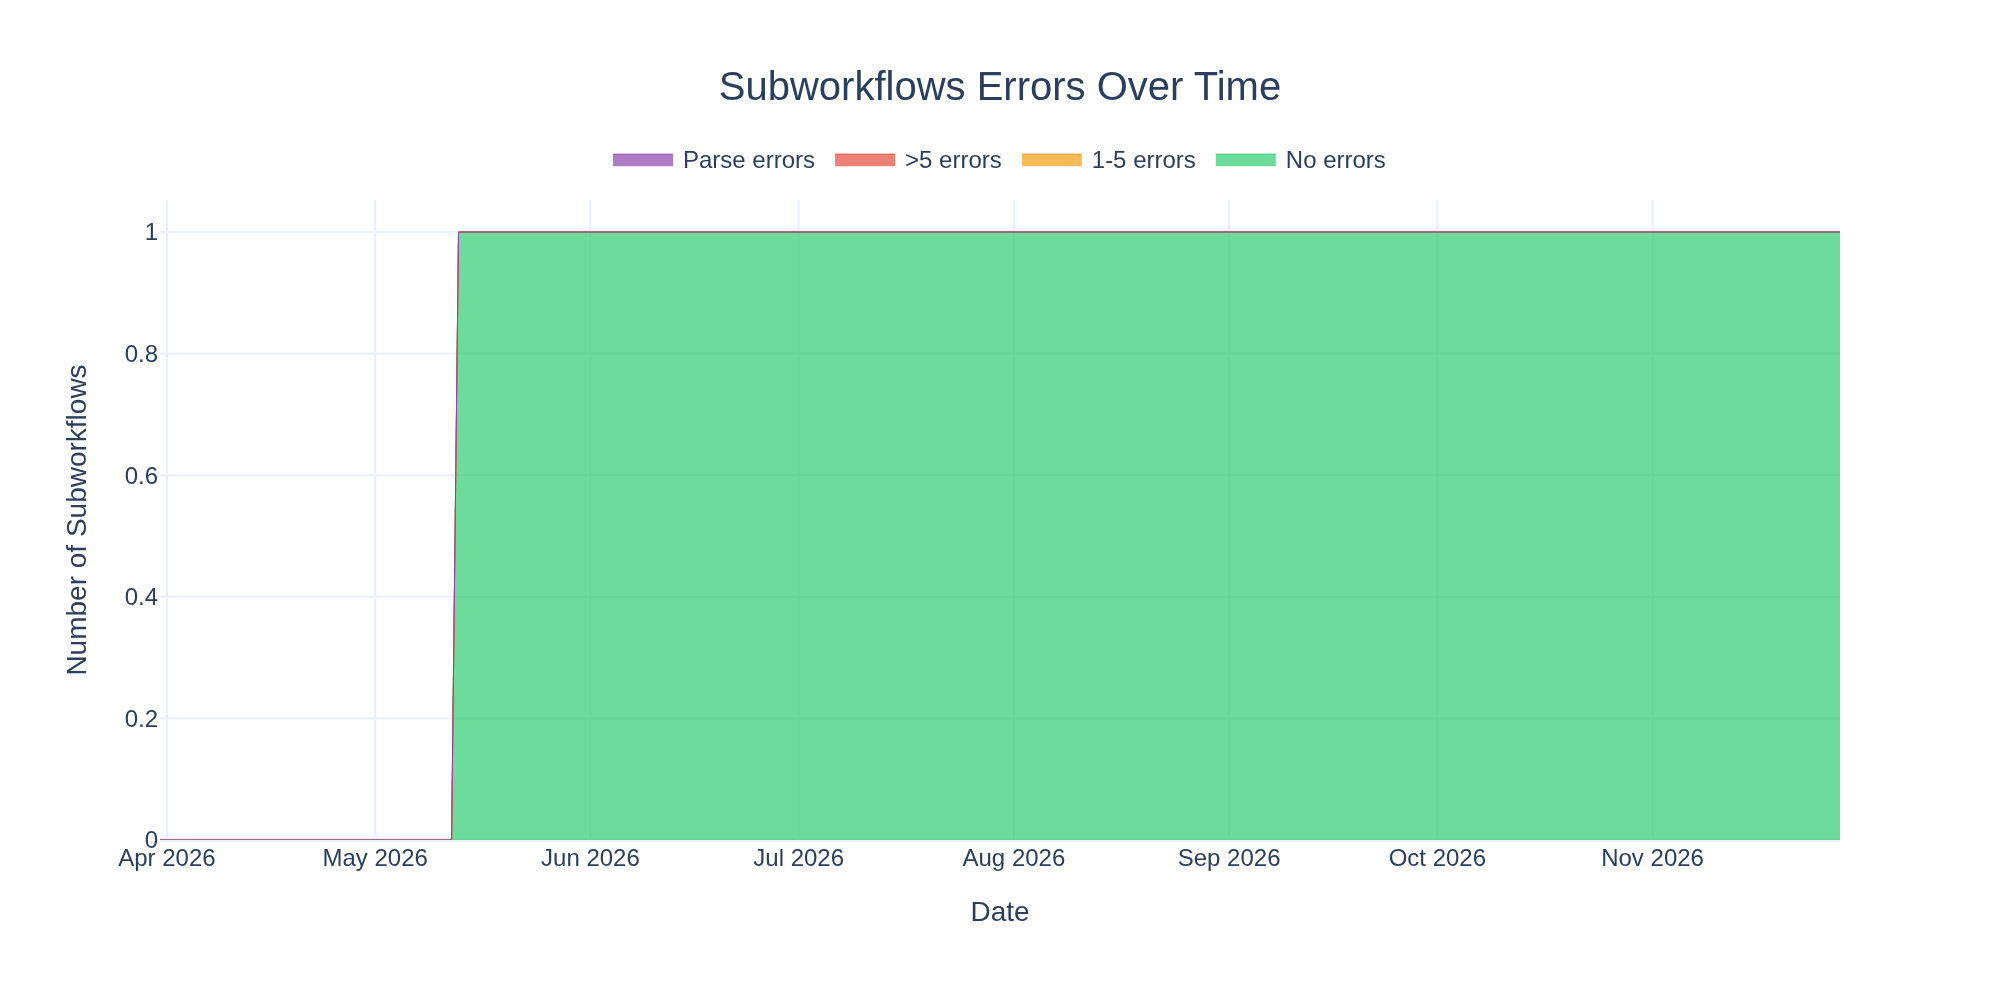 Subworkflows Errors Over Time
Parse errors >5 errors 1-5 errors No errors
1
0.8
0.6
0.4
0.2
0
Number of Subworkflows
Apr 2026 May 2026 Jun 2026 Jul 2026 Aug 2026 Sep 2026 Oct 2026 Nov 2026
Date